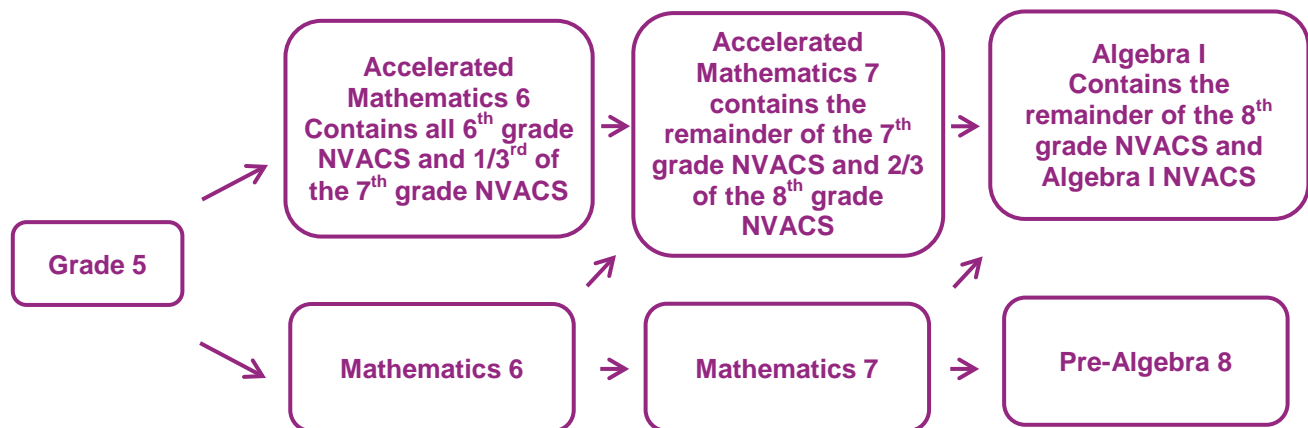 Accelerated
Mathematics 6
Contains all 6th grade
NVACS and 1/3rd of
the 7th grade NVACS
Accelerated
Mathematics 7
contains the
remainder of the 7th
grade NVACS and 2/3
of the 8th grade
NVACS
Algebra I
Contains the
remainder of the 8th
grade NVACS and
Algebra I NVACS
Grade 5
Mathematics 6
Mathematics 7
Pre-Algebra 8